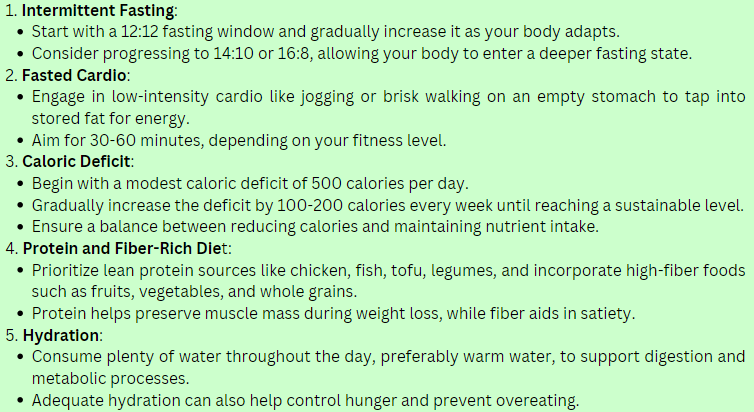 1. Intermittent Fasting:
• Start with a 12:12 fasting window and gradually increase it as your body adapts.
• Consider progressing to 14:10 or 16:8, allowing your body to enter a deeper fasting state.
2. Fasted Cardio:
• Engage in low-intensity cardio like jogging or brisk walking on an empty stomach to tap into
stored fat for energy.
• Aim for 30-60 minutes, depending on your fitness level.
3. Caloric Deficit:
• Begin with a modest caloric deficit of 500 calories per day.
• Gradually increase the deficit by 100-200 calories every week until reaching a sustainable level.
• Ensure a balance between reducing calories and maintaining nutrient intake.
4. Protein and Fiber-Rich Diet:
• Prioritize lean protein sources like chicken, fish, tofu, legumes, and incorporate high-fiber foods
such as fruits, vegetables, and whole grains.
• Protein helps preserve muscle mass during weight loss, while fiber aids in satiety.
5. Hydration:
• Consume plenty of water throughout the day, preferably warm water, to support digestion and
metabolic processes.
• Adequate hydration can also help control hunger and prevent overeating.